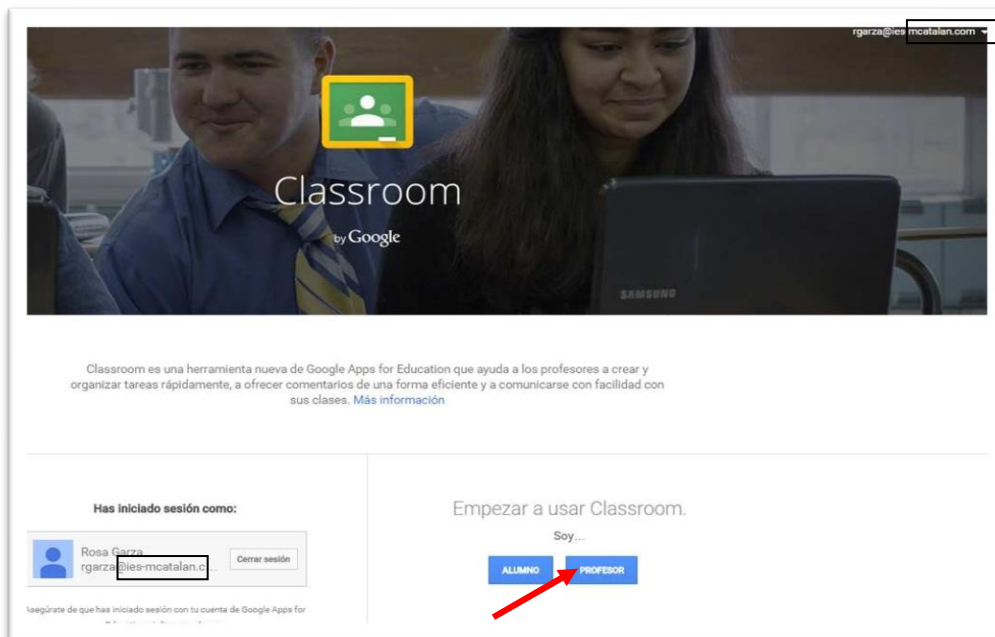 rgarza@ies-mcatalan.com
Classroom
by Google
SAMSUNG
Classroom es una herramienta nueva de Google Apps for Education que ayuda a los profesores a crear y
organizar tareas rápidamente, a ofrecer comentarios de una forma eficiente y a comunicarse con facilidad con
sus clases. Más información
Has iniciado sesión como:
Rosa Garza
rgarza@ies-mcatalan.c...
Cerrar sesión
Asegúrate de que has iniciado sesión con tu cuenta de Google Apps for
Empezar a usar Classroom.
Soy...
ALUMNO
PROFESOR